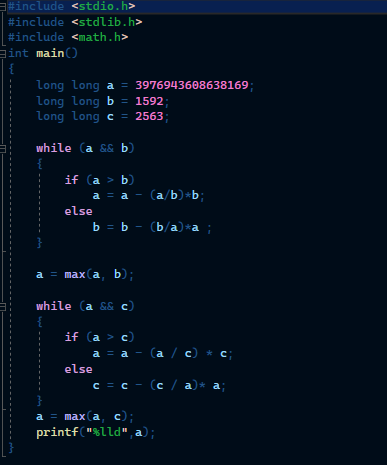 #include <stdio.h>
#include <stdlib.h>
#include <math.h>
int main()
{
long long a = 3976943608638169;
long long b = 1592;
long long c = 2563;
while (a && b)
{
if (a > b)
a = a - (a/b)*b;
else
b = b - (b/a)*a ;
}
a = max(a, b);
while (a && c)
{
if (a > c)
a = a - (a / c) * c;
else
c = c - (c / a)* a;
}
a = max(a, c);
printf("%lld",a);
}